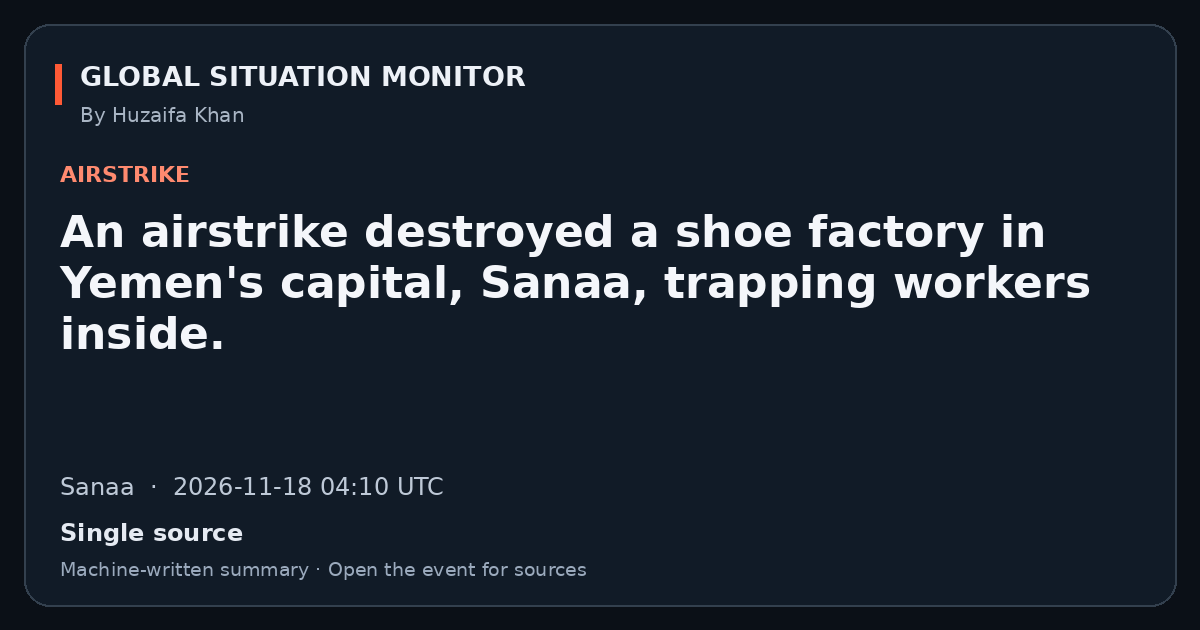 GLOBAL SITUATION MONITOR
By Huzaifa Khan
AIRSTRIKE
An airstrike destroyed a shoe factory in
Yemen's capital, Sanaa, trapping workers
inside.
Sanaa · 2026-11-18 04:10 UTC
Single source
Machine-written summary · Open the event for sources